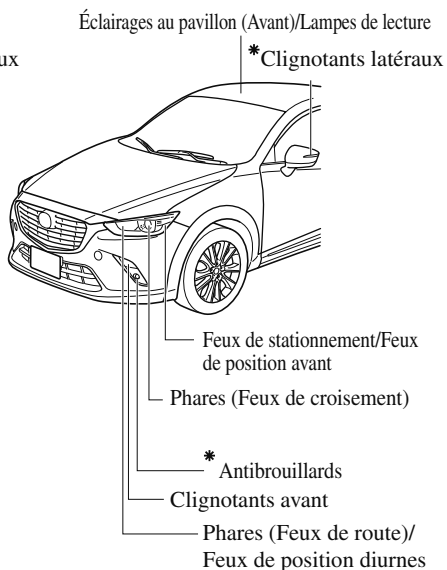 Éclairages au pavillon (Avant)/Lampes de lecture
ux
*Clignotants latéraux
Feux de stationnement/Feux
de position avant
Phares (Feux de croisement)
* Antibrouillards
Clignotants avant
Phares (Feux de route)/
Feux de position diurnes